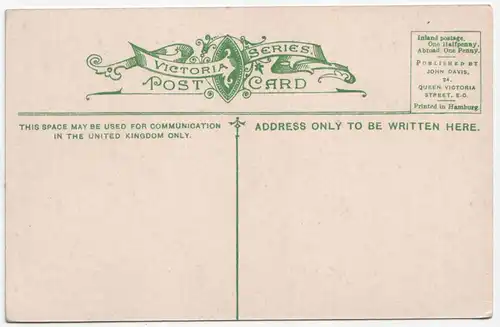 VICTORIA SERIES.
POST CARD
Inland postage,
One Halfpenny.
Abroad One Penny.
PUBLISHED BY
JOHN DAVIS,
24,
QUEEN VICTORIA
STREET, E.C.
Printed in Hamburg.
THIS SPACE MAY BE USED FOR COMMUNICATION
IN THE UNITED KINGDOM ONLY.
ADDRESS ONLY TO BE WRITTEN HERE.